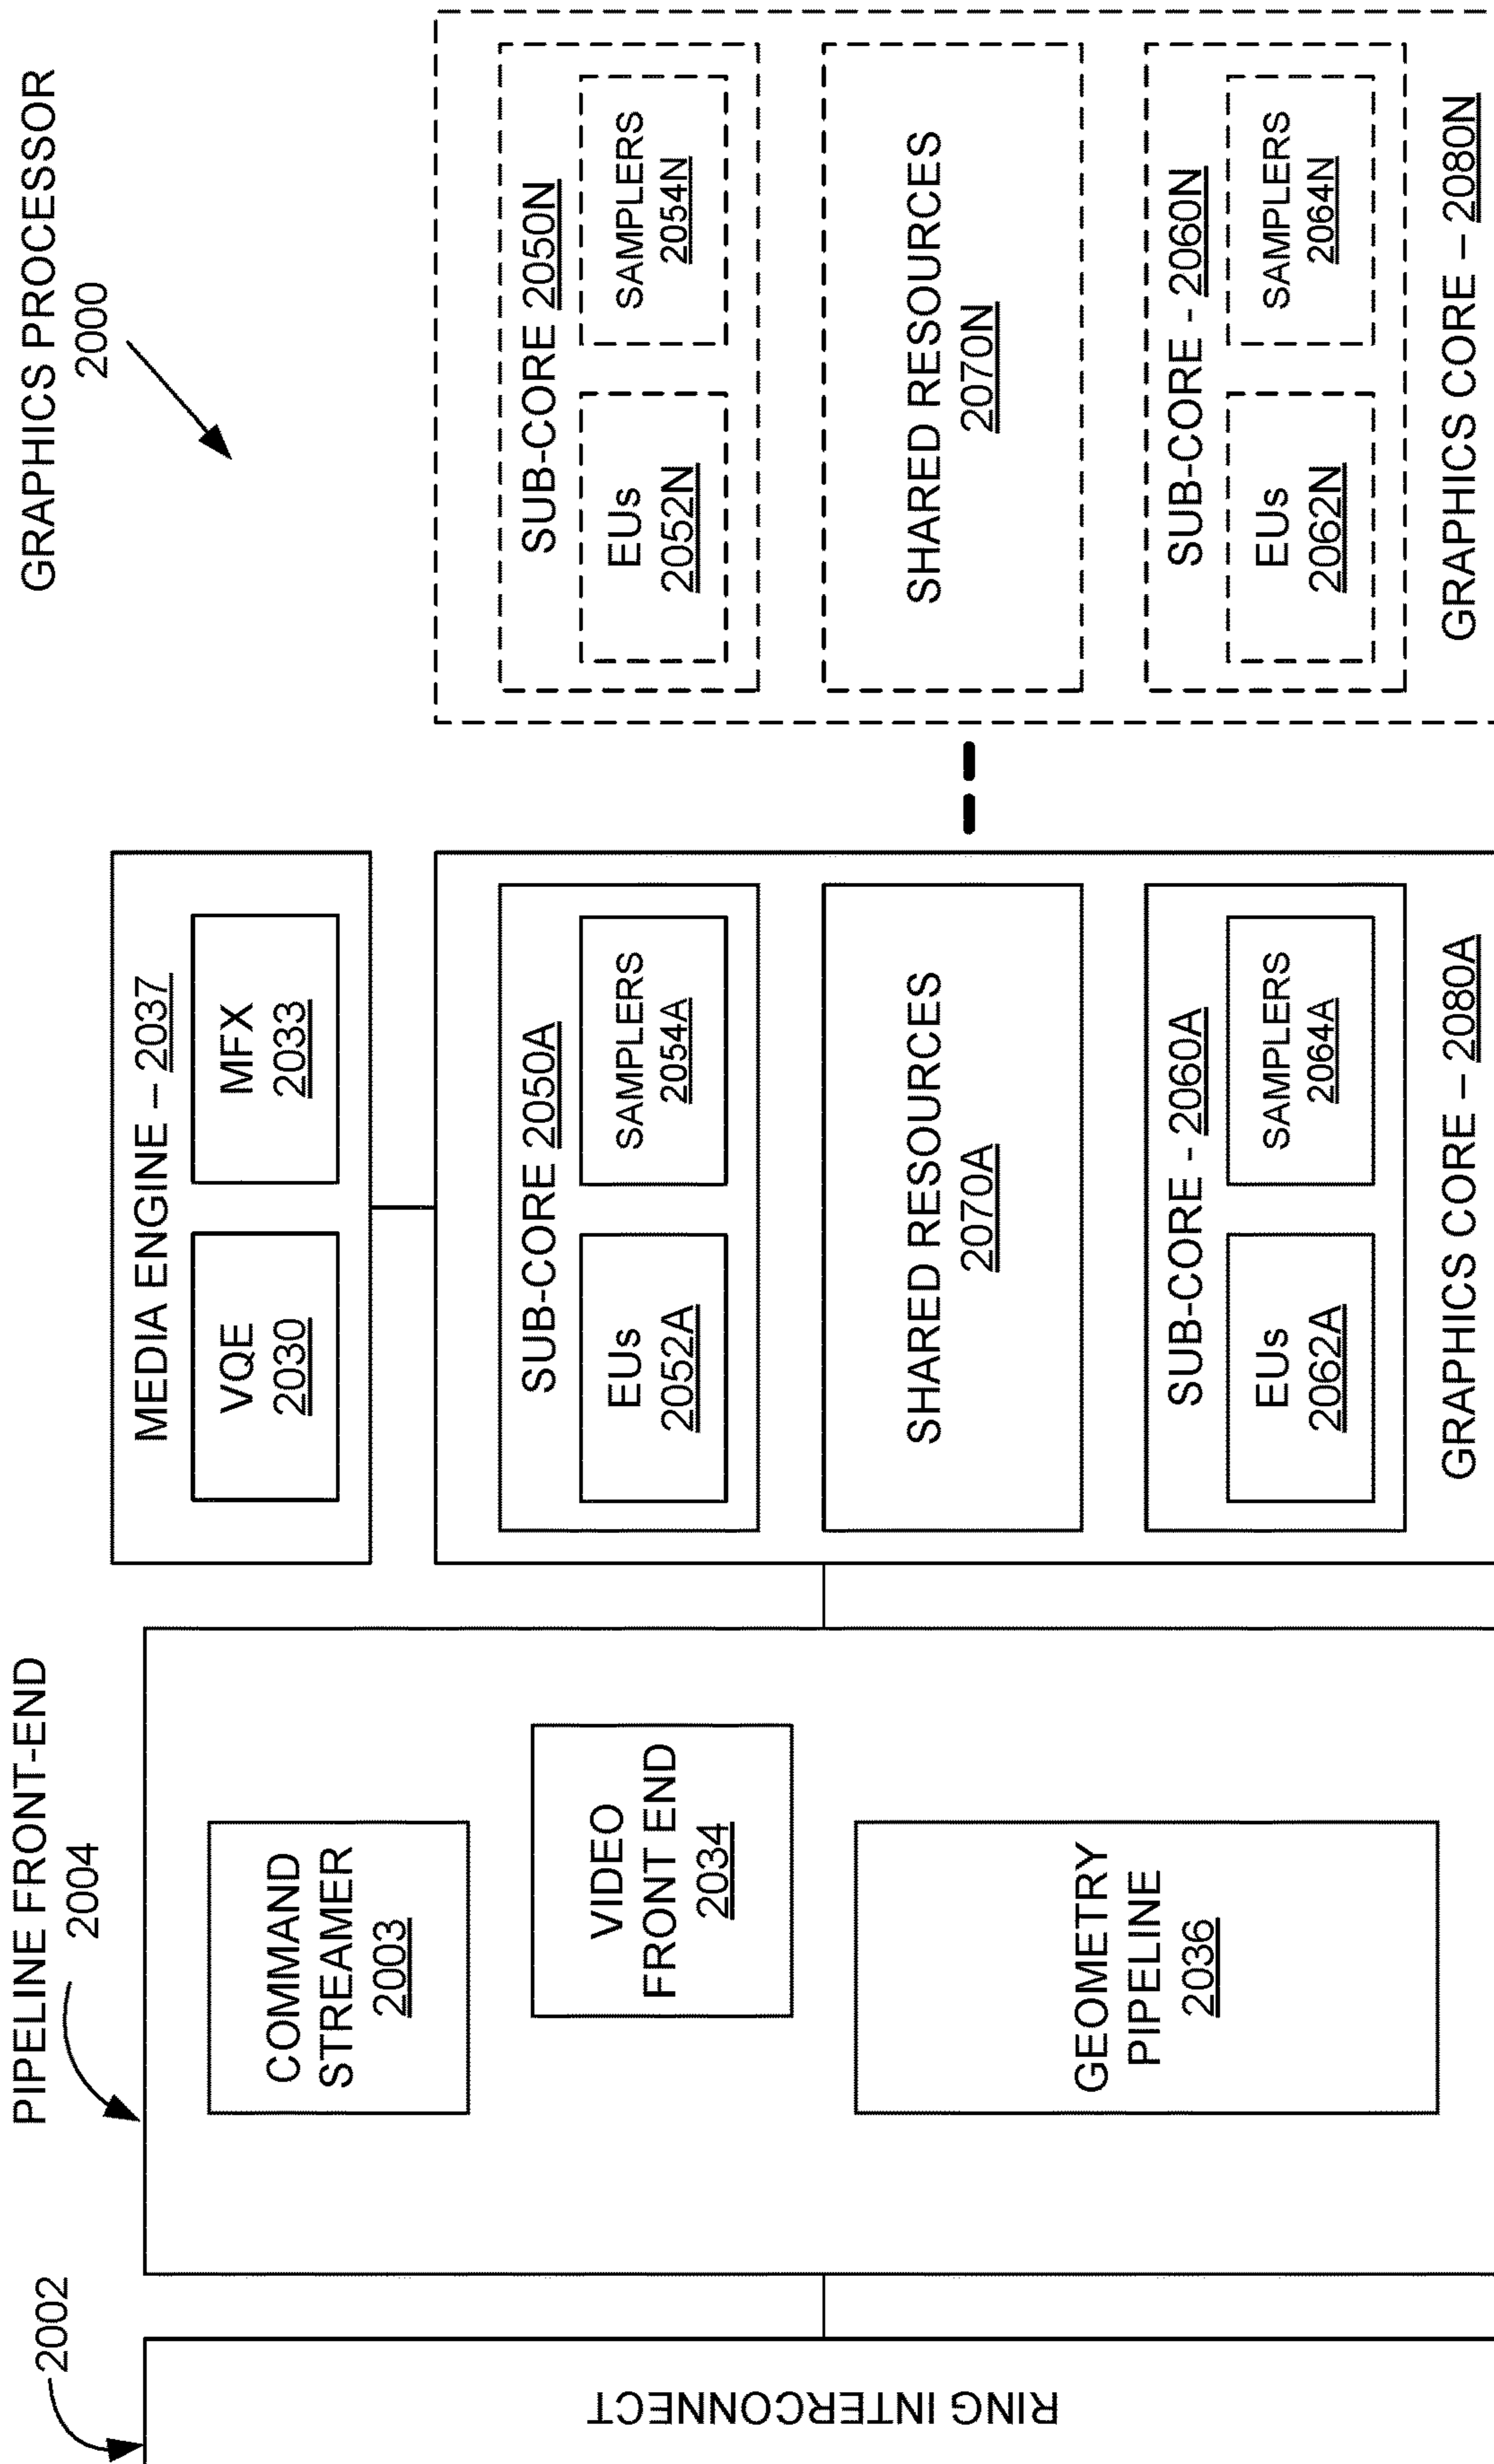 GRAPHICS PROCESSOR
2000
PIPELINE FRONT-END
2004
2002
RING INTERCONNECT
COMMAND
STREAMER
2003
VIDEO
FRONT END
2034
GEOMETRY
PIPELINE
2036
MEDIA ENGINE – 2037
VQE
2030
MFX
2033
SUB-CORE 2050A
EUs
2052A
SAMPLERS
2054A
SHARED RESOURCES
2070A
SUB-CORE - 2060A
EUs
2062A
SAMPLERS
2064A
GRAPHICS CORE – 2080A
SUB-CORE 2050N
EUs
2052N
SAMPLERS
2054N
SHARED RESOURCES
2070N
SUB-CORE - 2060N
EUs
2062N
SAMPLERS
2064N
GRAPHICS CORE – 2080N